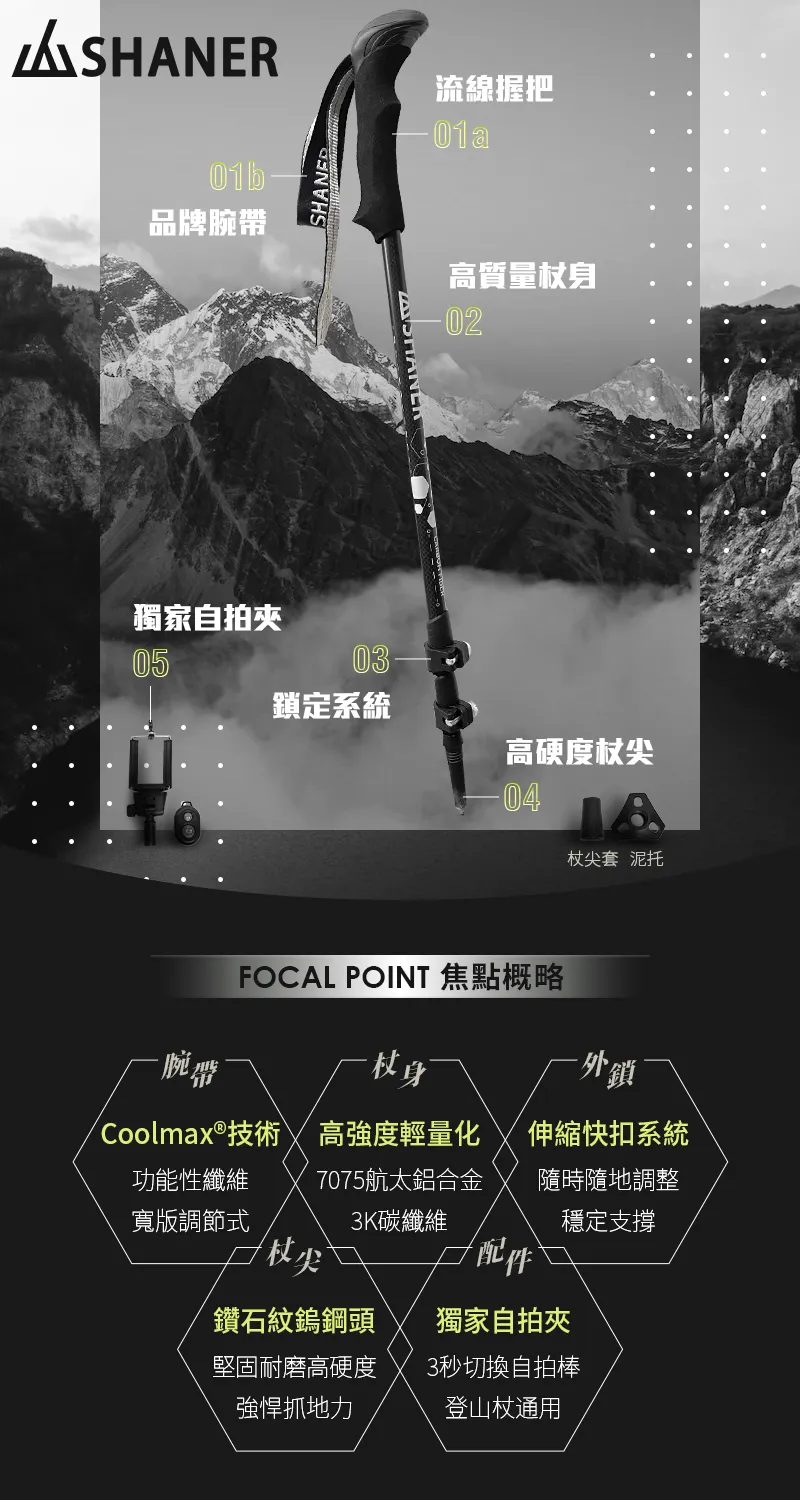 SHANER
流線握把
01a
01b
SHANER
品牌腕帶
高質量杖身
02
SHANER
獨家自拍夾
05
03
鎖定系統
高硬度杖尖
04
杖尖套 泥托
FOCAL POINT 焦點概略
腕帶
杖身
外鎖
Coolmax®技術
高強度輕量化
伸縮快扣系統
功能性纖維
7075航太鋁合金
隨時隨地調整
寬版調節式
3K碳纖維
穩定支撐
杖尖
配件
鑽石紋鎢鋼頭
獨家自拍夾
堅固耐磨高硬度
3秒切換自拍棒
強悍抓地力
登山杖通用